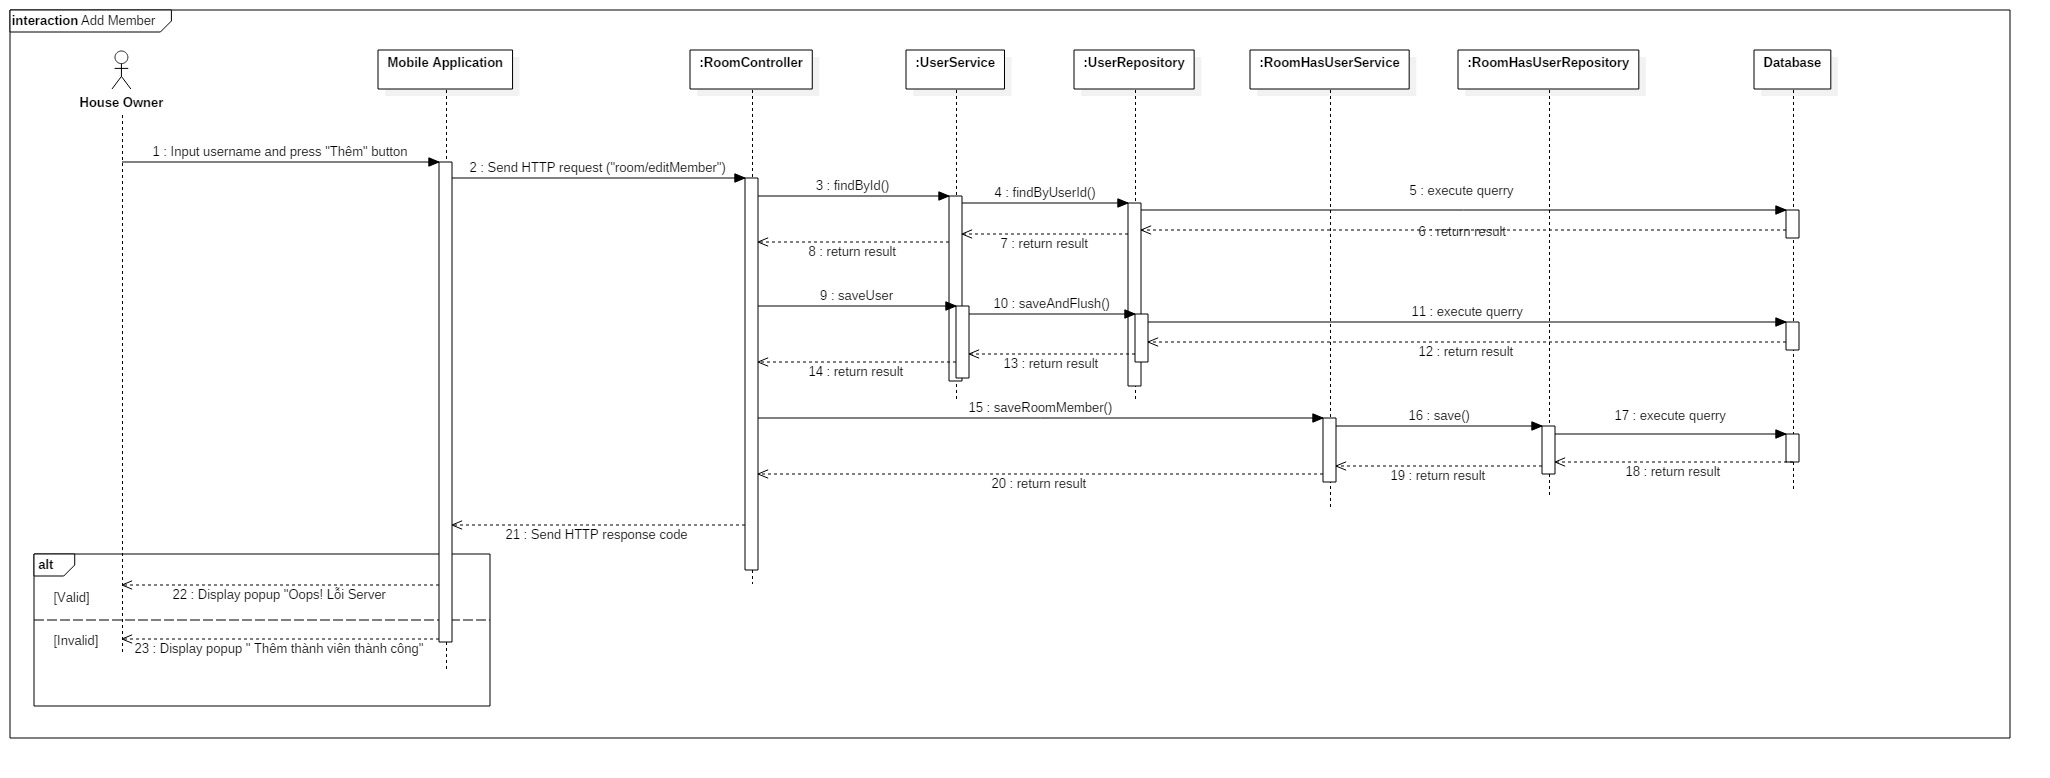 interaction Add Member
House Owner
Mobile Application
:RoomController
:UserService
:UserRepository
:RoomHasUserService
:RoomHasUserRepository
Database
1 : Input username and press "Thêm" button
2 : Send HTTP request ("room/editMember")
3 : findById()
4 : findByUserId()
5 : execute querry
6 : return result
7 : return result
8 : return result
9 : saveUser
10 : saveAndFlush()
11 : execute querry
12 : return result
13 : return result
14 : return result
15 : saveRoomMember()
16 : save()
17 : execute querry
18 : return result
19 : return result
20 : return result
21 : Send HTTP response code
alt
22 : Display popup "Oops! Lỗi Server
[Valid]
[Invalid]
23 : Display popup " Thêm thành viên thành công"